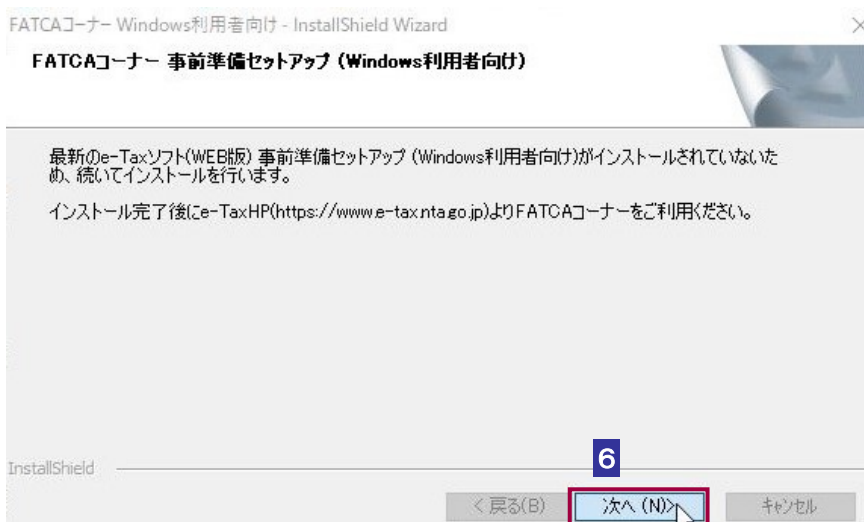 FATCAコーナー Windows利用者向け - InstallShield Wizard
FATCAコーナー 事前準備セットアップ (Windows利用者向け)
最新のe-Taxソフト(WEB版) 事前準備セットアップ (Windows利用者向け)がインストールされていないた
め、続いてインストールを行います。
インストール完了後にe-TaxHP(https://www.e-tax.nta.go.jp)よりFATCAコーナーをご利用ください。
InstallShield
6
< 戻る(B)
次へ (N)>
キャンセル